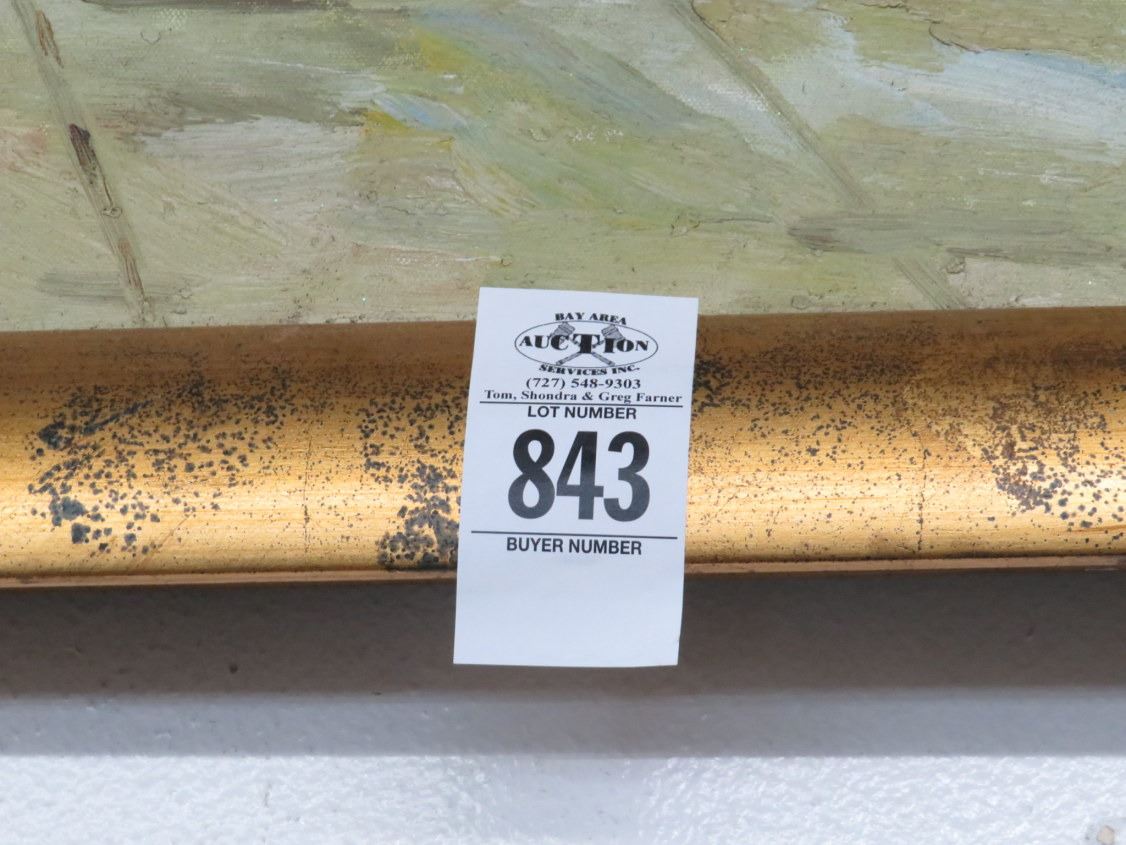 BAY AREA
AUCTION
SERVICES INC.
(727) 548-9303
Tom, Shondra & Greg Farner
LOT NUMBER
843
BUYER NUMBER